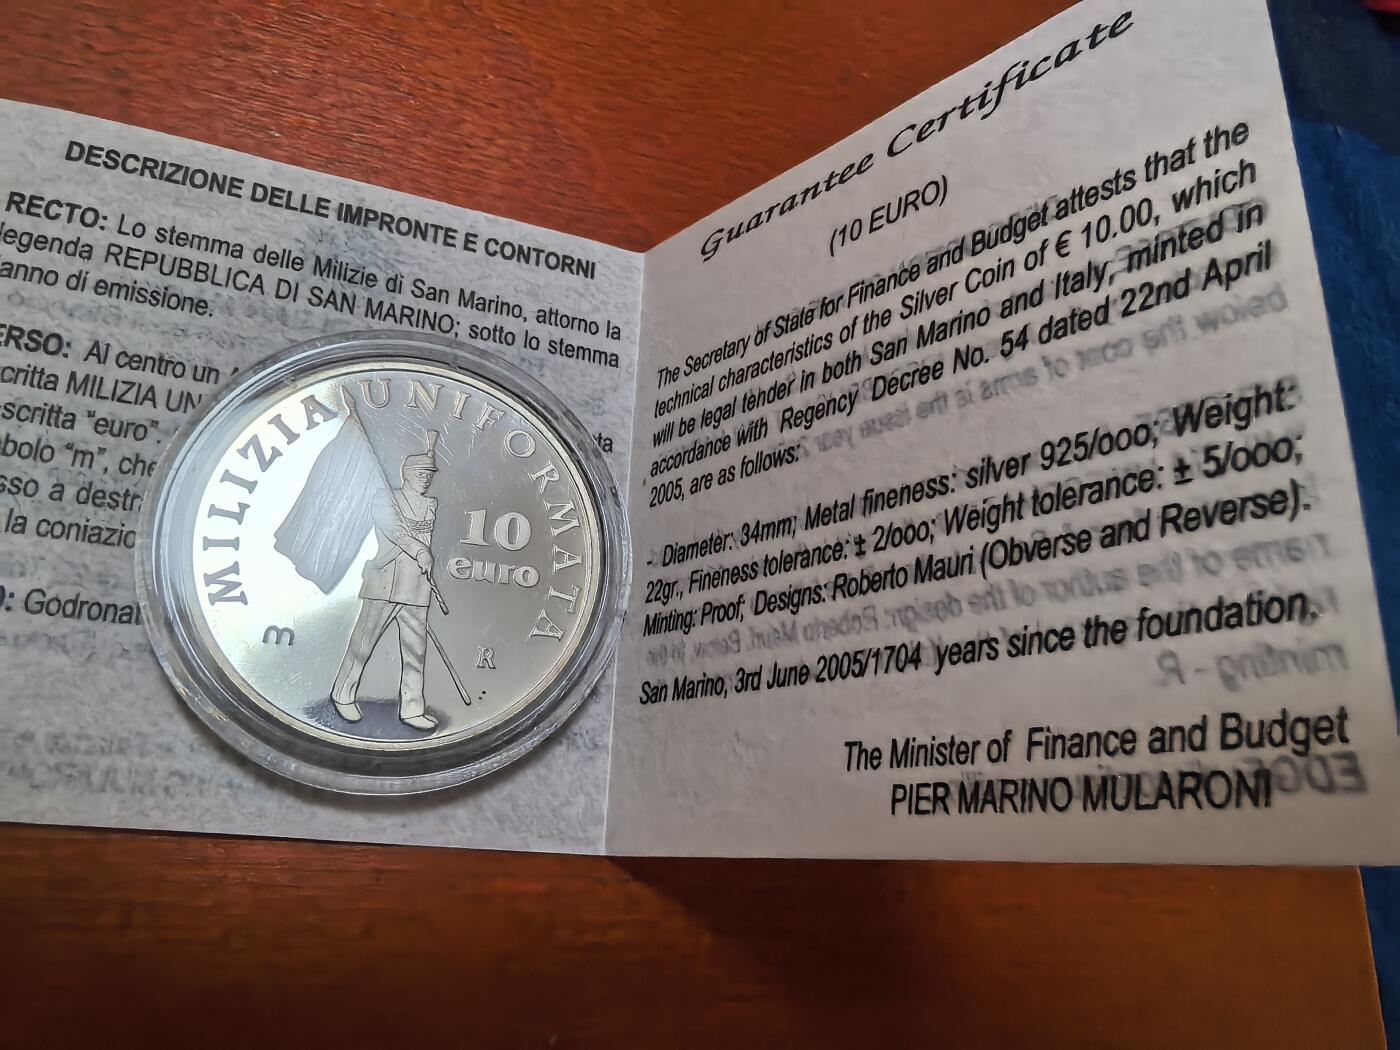 DESCRIZIONE DELLE IMPRONTE E CONTORNI
RECTO: Lo stemma delle Milizie di San Marino, attorno la
legenda REPUBBLICA DI SAN MARINO; sotto lo stemma
anno di emissione.
ERSO: Al centro un
critta MILIZIA UN
scritta "euro".
ta
bolo "m", che
sso a destr
la coniazio
: Godronat
MILIZIA UNIFORMATA
10
euro
m
R
Guarantee Certificate
(10 EURO)
The Secretary of State for Finance and Budget attests that the
technical characteristics of the Silver Coin of € 10.00, which
will be legal tender in both San Marino and Italy, minted in
accordance with Regency Decree No. 54 dated 22nd April
2005, are as follows:
- Diameter: 34mm; Metal fineness: silver 925/ooo; Weight:
22gr., Fineness tolerance: ± 2/ooo; Weight tolerance: ± 5/ooo;
Minting: Proof; Designs: Roberto Mauri (Obverse and Reverse).
San Marino, 3rd June 2005/1704 years since the foundation.
The Minister of Finance and Budget
PIER MARINO MULARONI